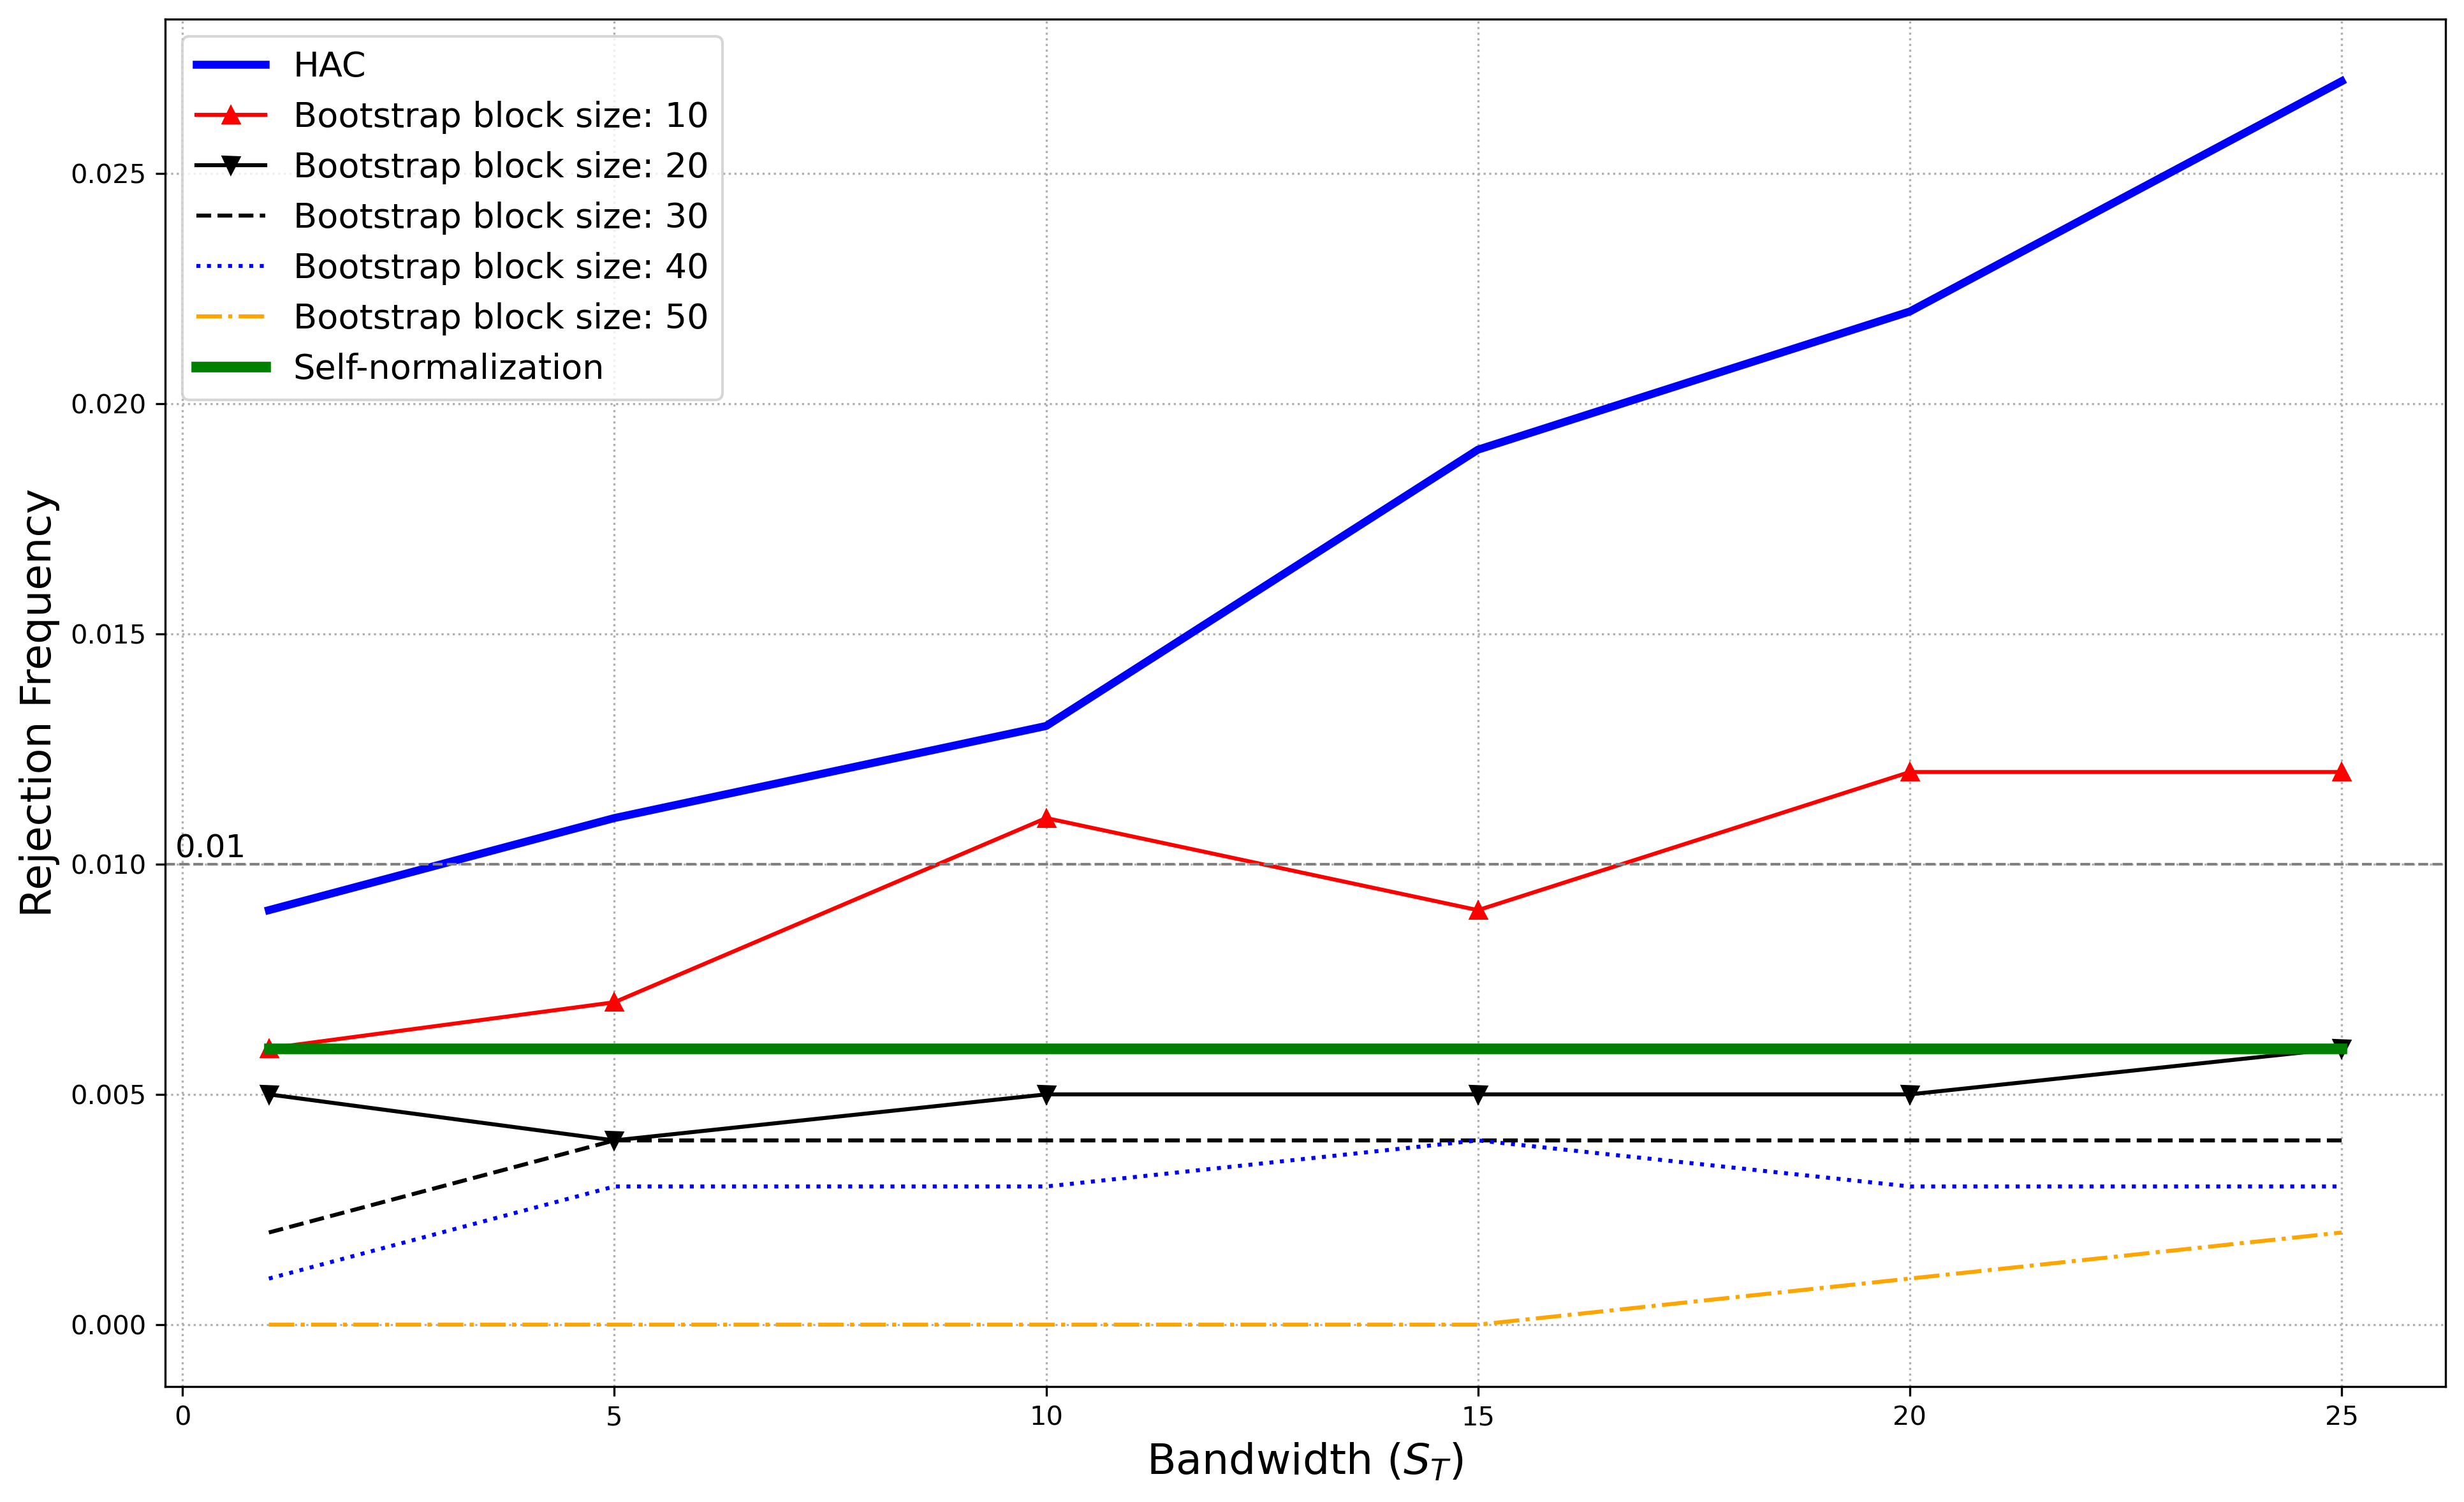 HAC
Bootstrap block size: 10
Bootstrap block size: 20
Bootstrap block size: 30
Bootstrap block size: 40
Bootstrap block size: 50
Self-normalization
0.025
0.020
0.015
0.010
0.005
0.000
0.01
Rejection Frequency
0 5 10 15 20 25
Bandwidth (S_T)